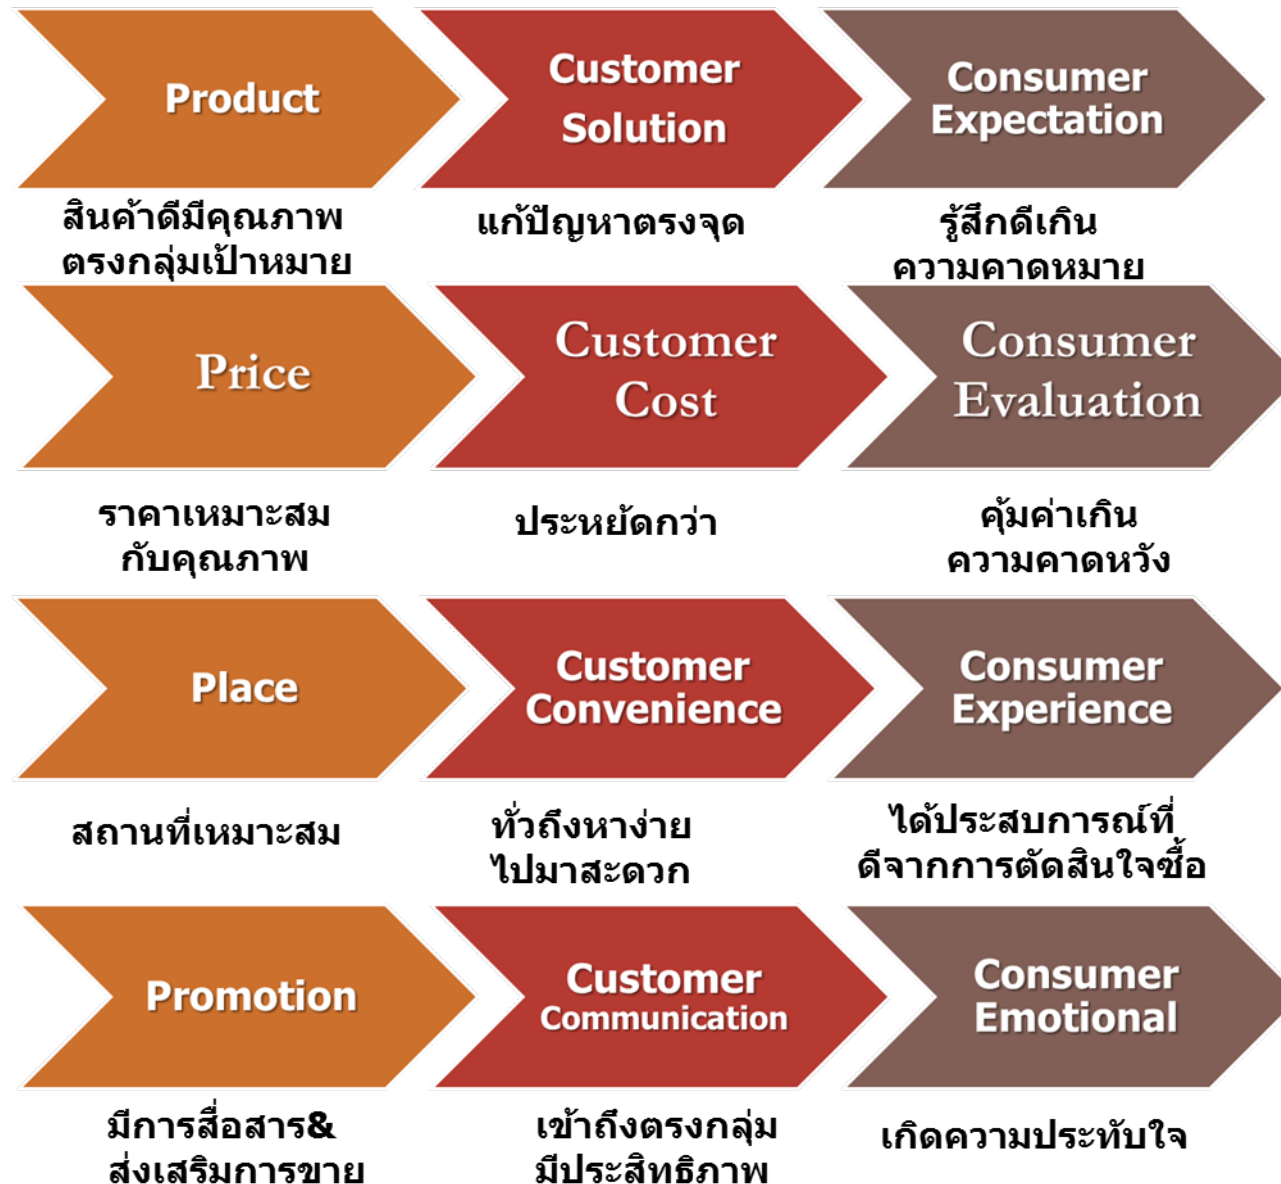 Product
Customer
Solution
Consumer
Expectation
สินค้าดีมีคุณภาพ
ตรงกลุ่มเป้าหมาย
แก้ปัญหาตรงจุด
รู้สึกดีเกิน
ความคาดหมาย
Price
Customer
Cost
Consumer
Evaluation
ราคาเหมาะสม
กับคุณภาพ
ประหยัดกว่า
คุ้มค่าเกิน
ความคาดหวัง
Place
Customer
Convenience
Consumer
Experience
สถานที่เหมาะสม
ทั่วถึงหาง่าย
ไปมาสะดวก
ได้ประสบการณ์ที่
ดีจากการตัดสินใจซื้อ
Promotion
Customer
Communication
Consumer
Emotional
มีการสื่อสาร&
ส่งเสริมการขาย
เข้าถึงตรงกลุ่ม
มีประสิทธิภาพ
เกิดความประทับใจ